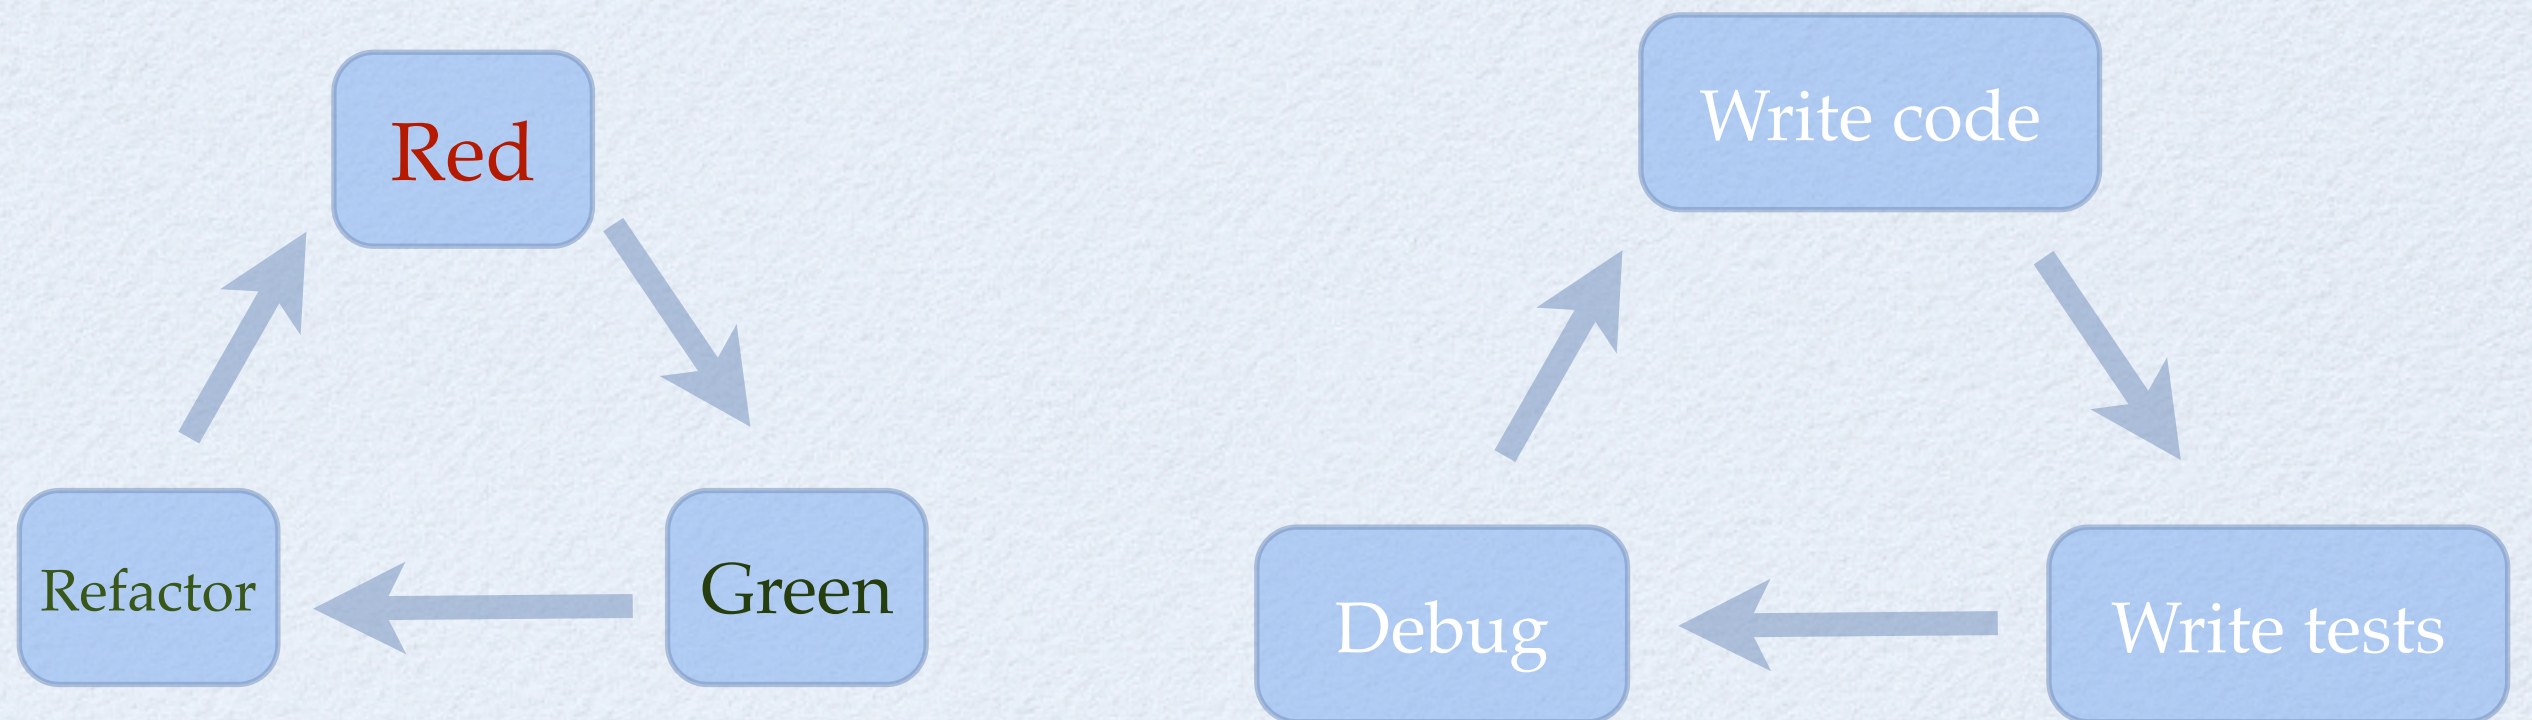 Red
Green
Refactor
Write code
Write tests
Debug